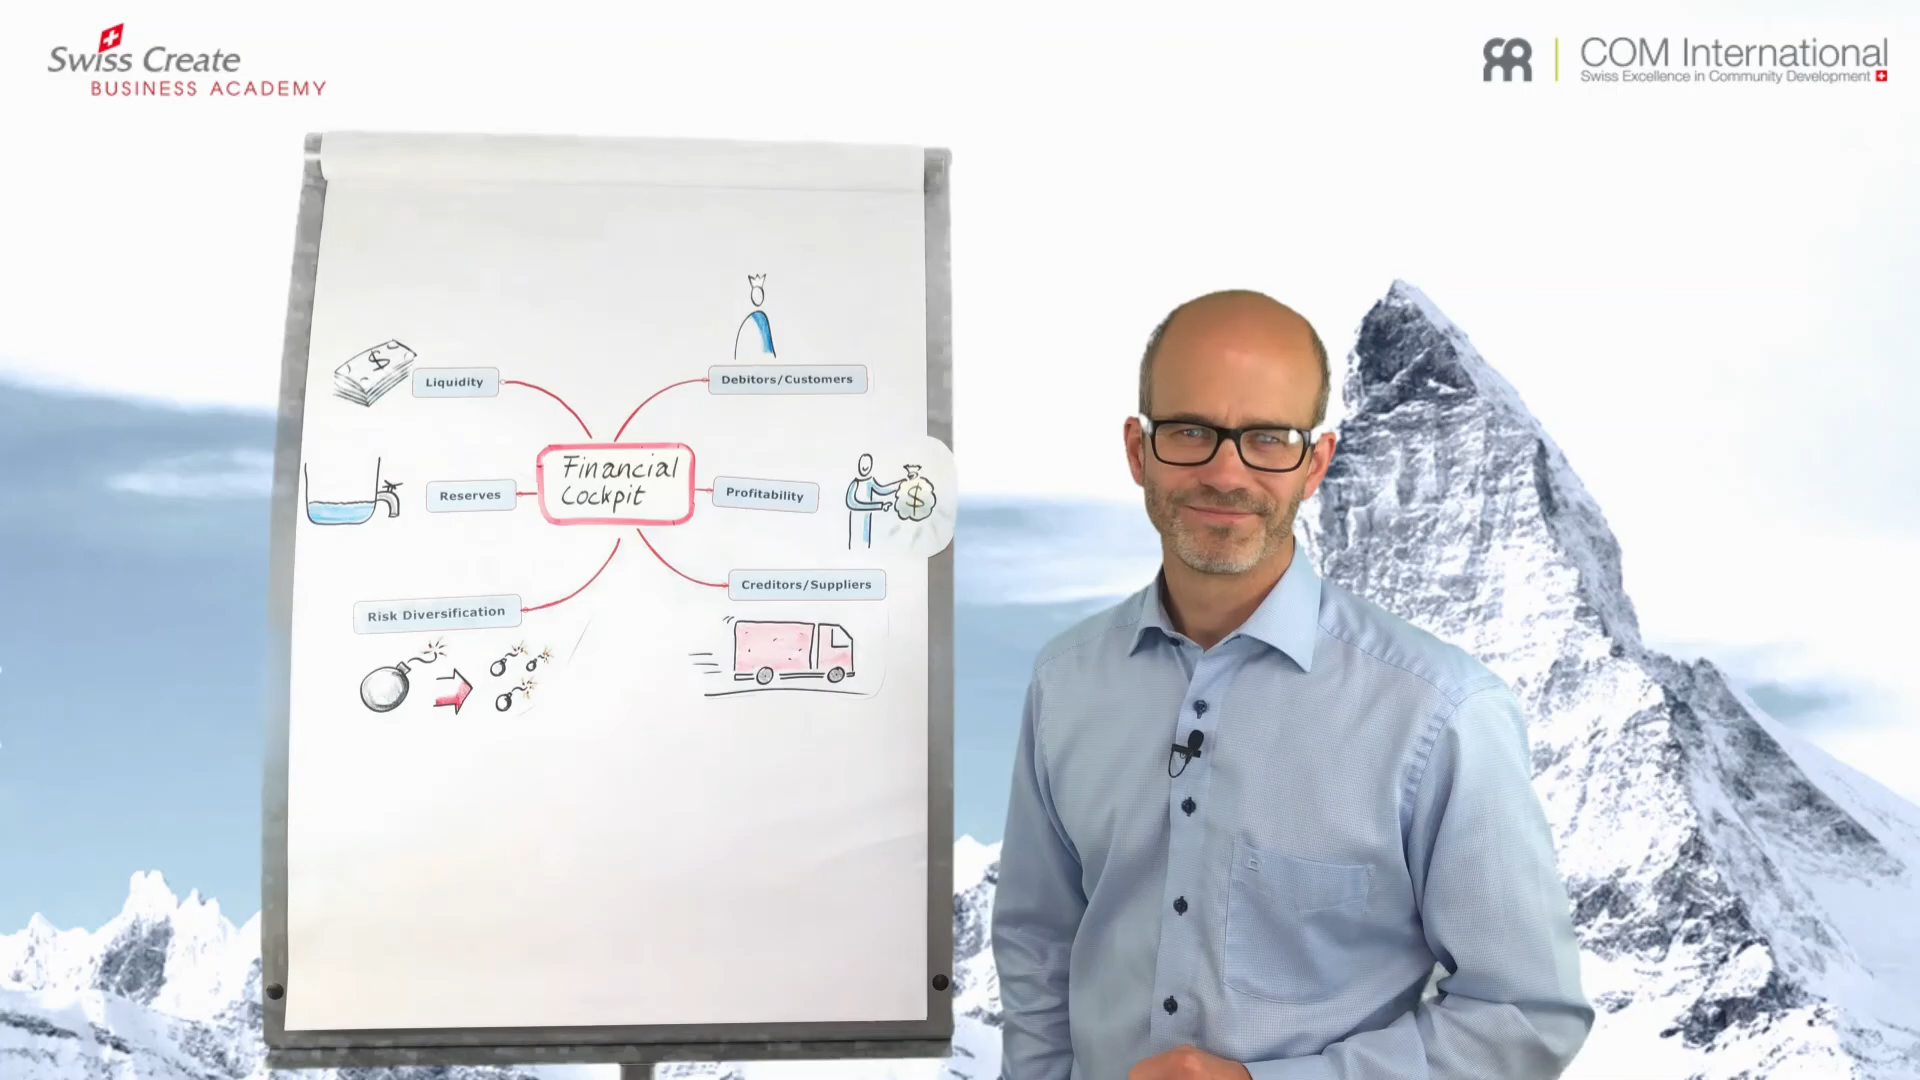 Swiss Create
BUSINESS ACADEMY
COM International
Swiss Excellence in Community Development
Liquidity
Debitors/Customers
Financial
Cockpit
Reserves
Profitability
Creditors/Suppliers
Risk Diversification
$
$